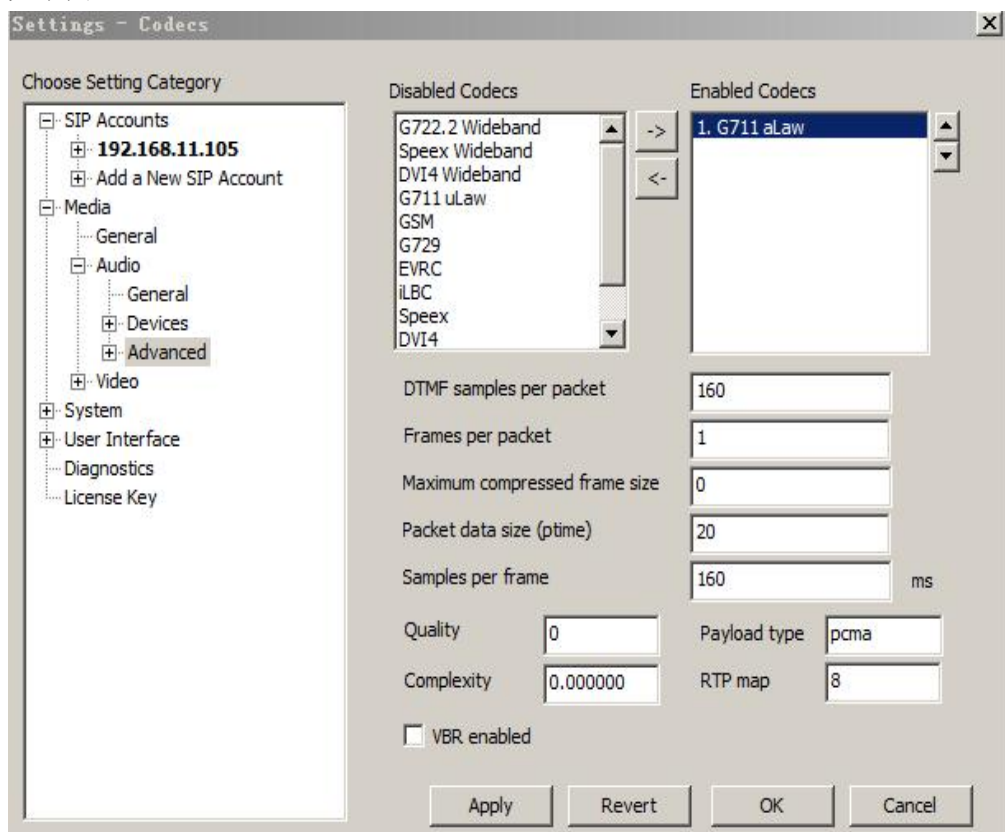 Settings - Codecs
Choose Setting Category
SIP Accounts
192.168.11.105
Add a New SIP Account
Media
General
Audio
General
Devices
Advanced
Video
System
User Interface
Diagnostics
License Key
Disabled Codecs
G722.2 Wideband
Speex Wideband
DVI4 Wideband
G711 uLaw
GSM
G729
EVRC
iLBC
Speex
DVI4
->
<-
Enabled Codecs
1. G711 aLaw
DTMF samples per packet 160
Frames per packet 1
Maximum compressed frame size 0
Packet data size (ptime) 20
Samples per frame 160 ms
Quality 0 Payload type pcma
Complexity 0.000000 RTP map 8
VBR enabled
Apply Revert OK Cancel